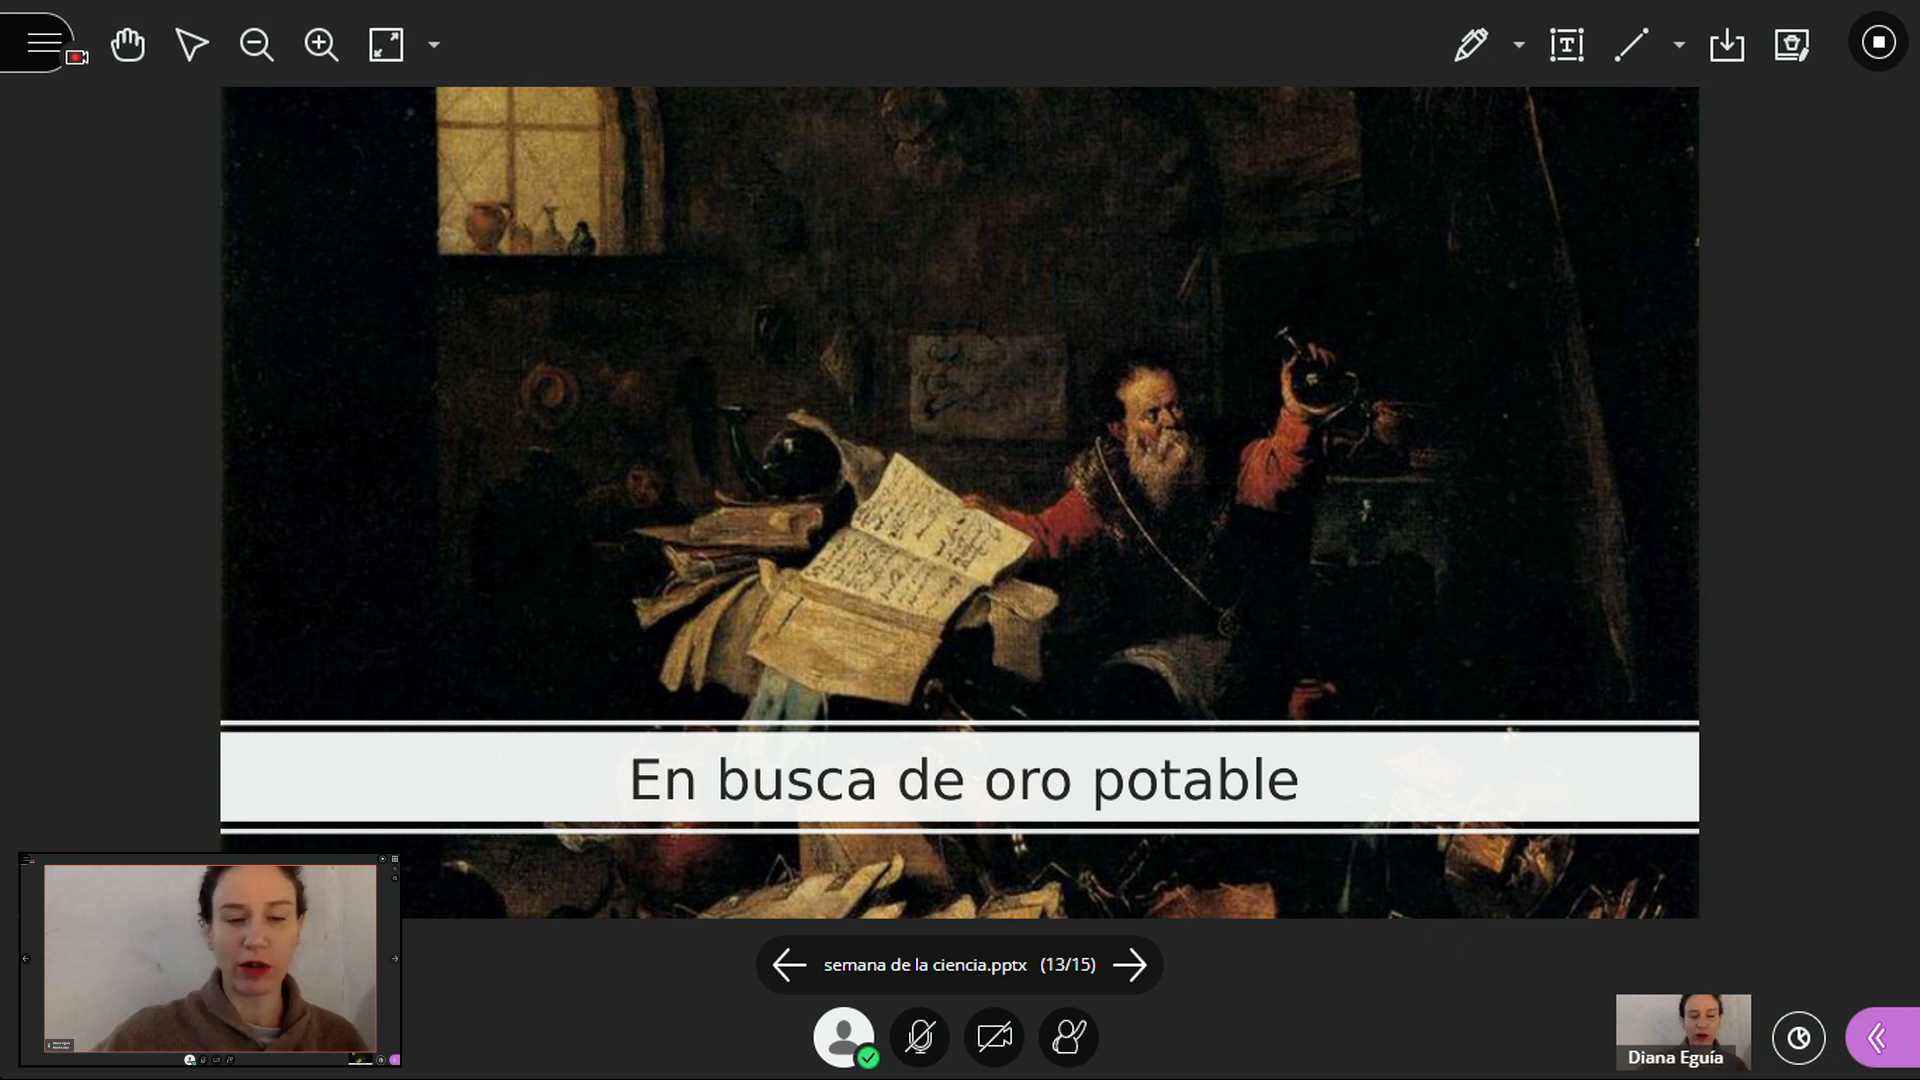 En busca de oro potable
semana de la ciencia.pptx (13/15)
Diana Eguía